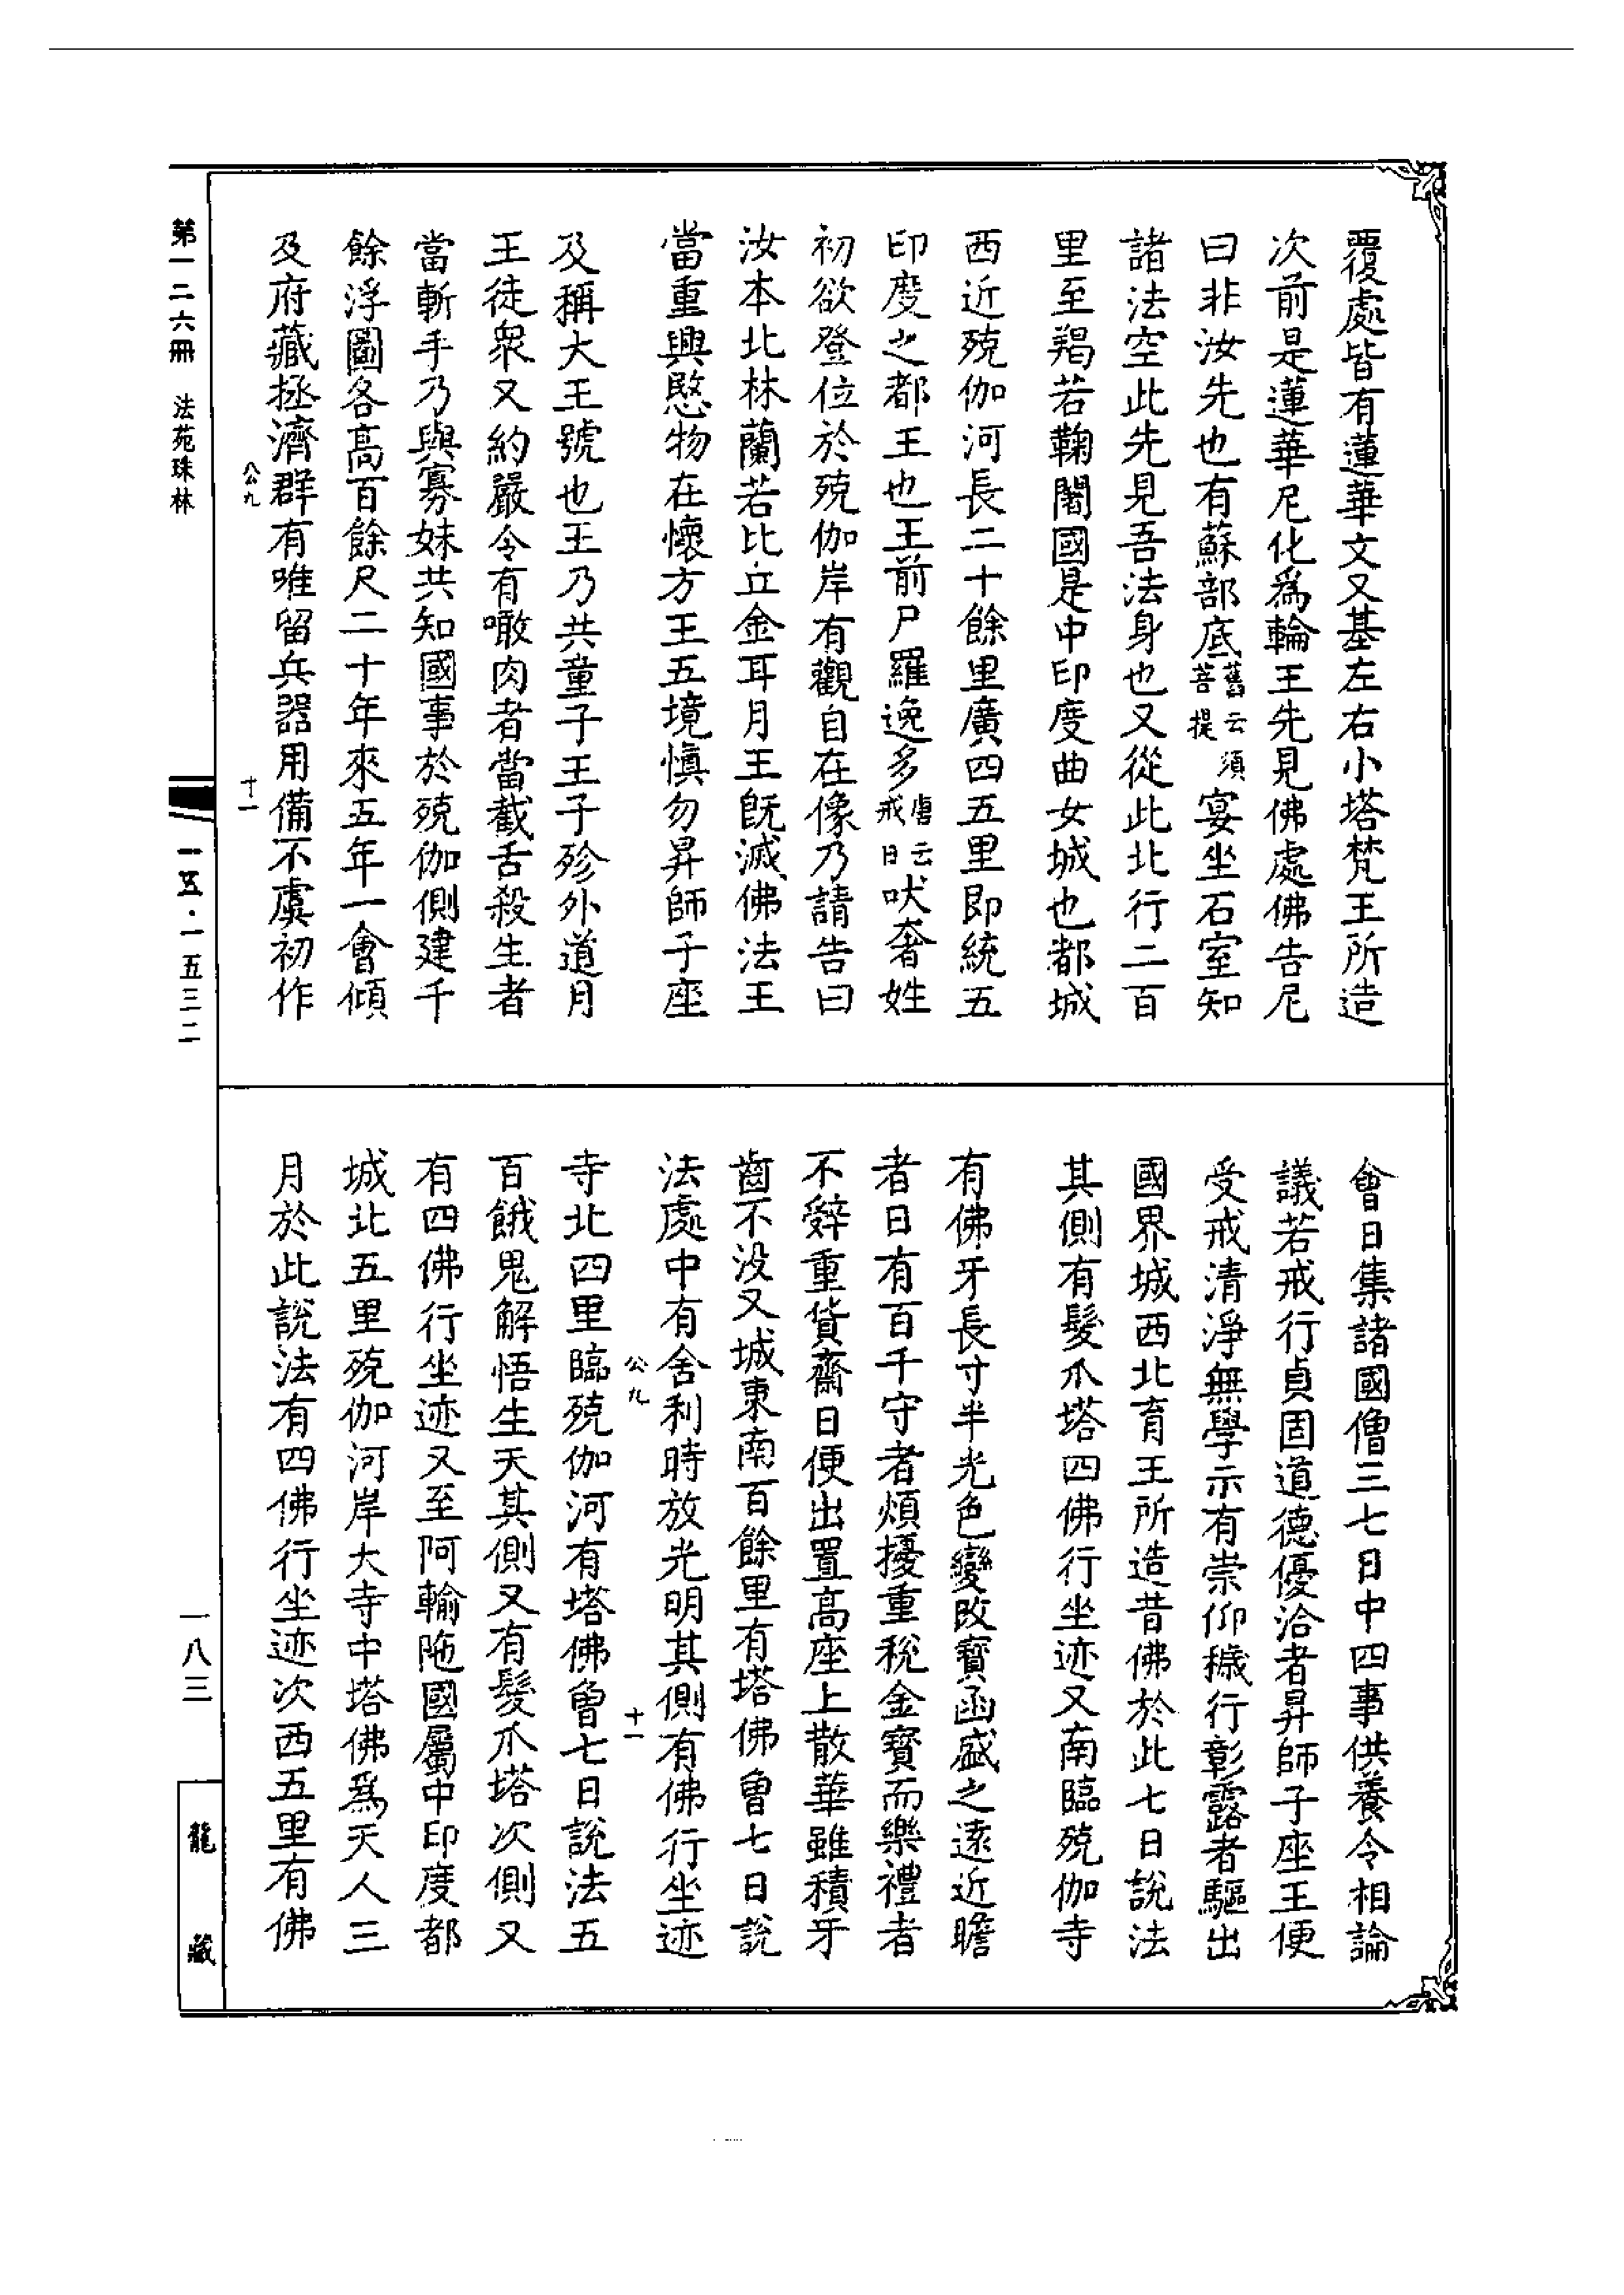 覆處皆有蓮華文又基左右小塔梵王所造
次前是蓮華尼化爲輪王先見佛處佛告尼
曰非汝先也有蘇部底舊云須菩提宴坐石室知
諸法空此先見吾法身也又從此北行二百
里至羯若鞠闍國是中印度曲女城也都城
西近殑伽河長二十餘里廣四五里即統五
印度之都王也王前尸羅逸多唐云戒日吠奢姓
初欲登位於殑伽岸有觀自在像乃請告曰
汝本此林蘭若比丘金耳月王既滅佛法王
當重興愍物在懷方王五境慎勿昇師子座
及稱大王號也王乃共童子王子殄外道月
王徒衆又約嚴令有噉肉者當截舌殺生者
當斬手乃與寡妹共知國事於殑伽側建千
餘浮圖各高百餘尺二十年來五年一會傾
及府藏拯濟群有唯留兵器用備不虞初作
公九 十一
會日集諸國僧三七日中四事供養令相論
議若戒行貞固道德優洽者昇師子座王便
受戒清淨無學示有崇仰穢行彰露者驅出
國界城西北育王所造昔佛於此七日說法
其側有髮爪塔四佛行坐迹又南臨殑伽寺
有佛牙長寸半光色變改寶函盛之遠近瞻
者日有百千守者煩擾重稅金寶而樂禮者
不辭重貨齋日便出置高座上散華雖積牙
齒不没又城東南百餘里有塔佛曾七日說
法處中有舍利時放光明其側有佛行坐迹
公九 十一
寺北四里臨殑伽河有塔佛曾七日說法五
百餓鬼解悟生天其側又有髮爪塔次側又
有四佛行坐迹又至阿輸陁國屬中印度都
城北五里殑伽河岸大寺中塔佛爲天人三
月於此說法有四佛行坐迹次西五里有佛
第一二六冊 法苑珠林
一五·一五三二
一八三
龍藏